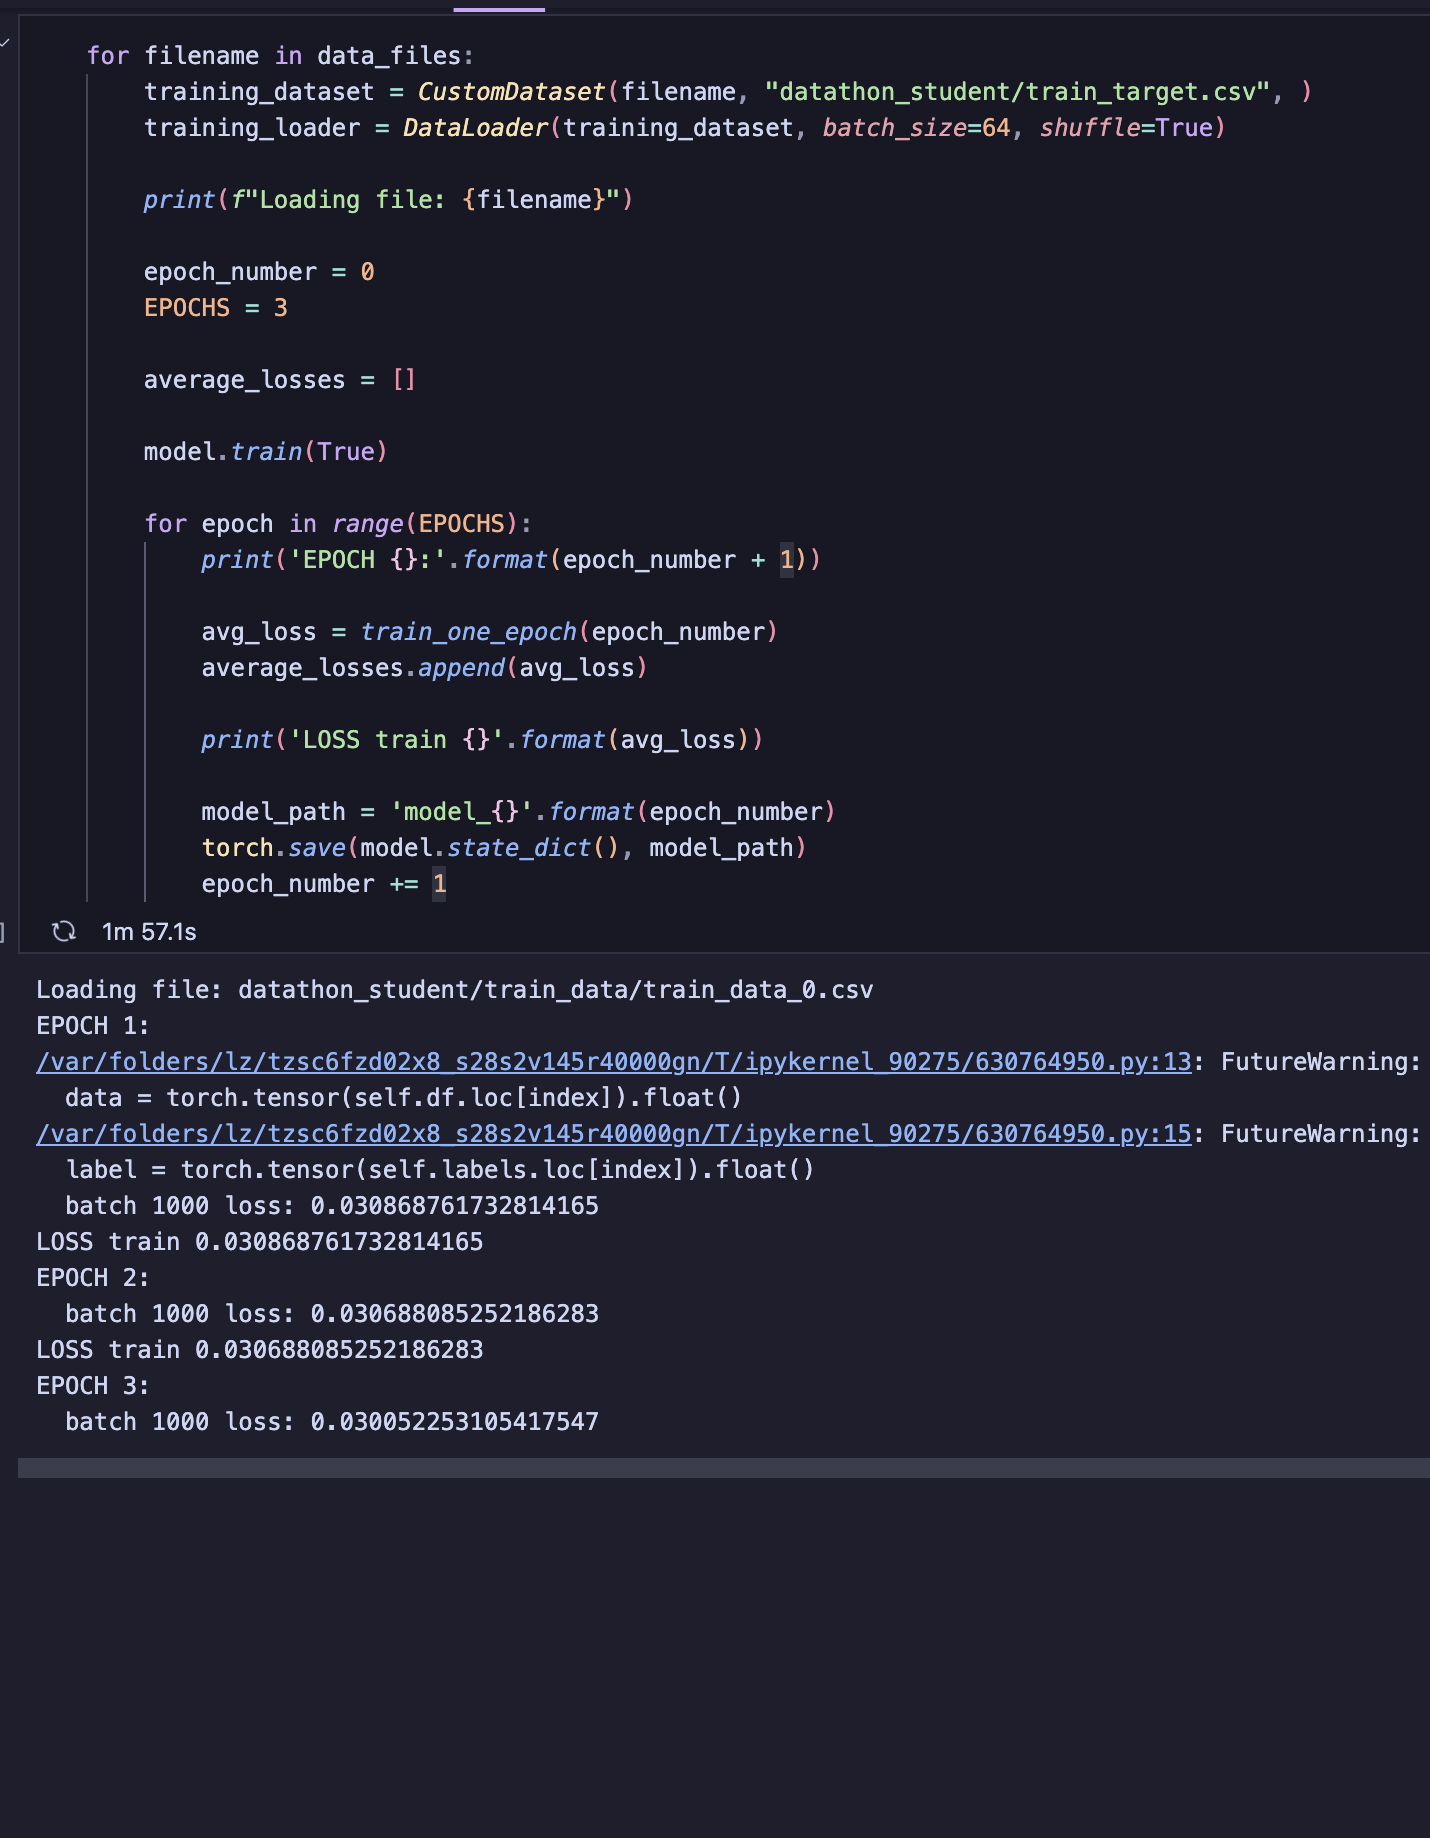 for filename in data_files:
    training_dataset = CustomDataset(filename, "datathon_student/train_target.csv", )
    training_loader = DataLoader(training_dataset, batch_size=64, shuffle=True)
    print(f"Loading file: {filename}")
    epoch_number = 0
    EPOCHS = 3
    average_losses = []
    model.train(True)
    for epoch in range(EPOCHS):
        print('EPOCH {}:'.format(epoch_number + 1))
        avg_loss = train_one_epoch(epoch_number)
        average_losses.append(avg_loss)
        print('LOSS train {}'.format(avg_loss))
        model_path = 'model_{}'.format(epoch_number)
        torch.save(model.state_dict(), model_path)
        epoch_number += 1
] 1m 57.1s
Loading file: datathon_student/train_data/train_data_0.csv
EPOCH 1:
/var/folders/lz/tzsc6fzd02x8_s28s2v145r40000gn/T/ipykernel_90275/630764950.py:13: FutureWarning:
  data = torch.tensor(self.df.loc[index]).float()
/var/folders/lz/tzsc6fzd02x8_s28s2v145r40000gn/T/ipykernel_90275/630764950.py:15: FutureWarning:
  label = torch.tensor(self.labels.loc[index]).float()
  batch 1000 loss: 0.030868761732814165
LOSS train 0.030868761732814165
EPOCH 2:
  batch 1000 loss: 0.030688085252186283
LOSS train 0.030688085252186283
EPOCH 3:
  batch 1000 loss: 0.030052253105417547